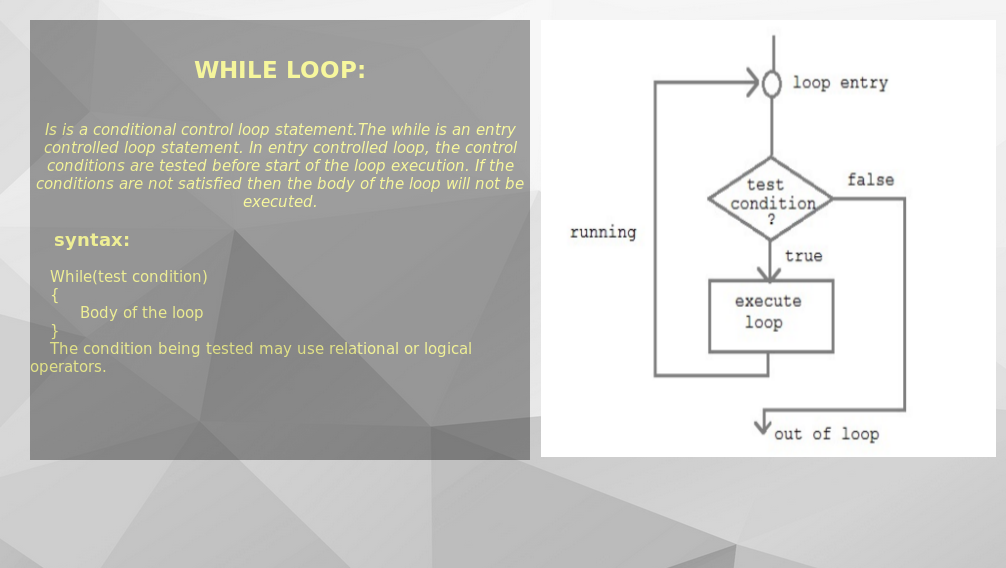 WHILE LOOP:
Is is a conditional control loop statement.The while is an entry
controlled loop statement. In entry controlled loop, the control
conditions are tested before start of the loop execution. If the
conditions are not satisfied then the body of the loop will not be
executed.
syntax:
While(test condition)
{
Body of the loop
}
The condition being tested may use relational or logical
operators.
loop entry
test
condition
?
false
running
true
execute
loop
out of loop